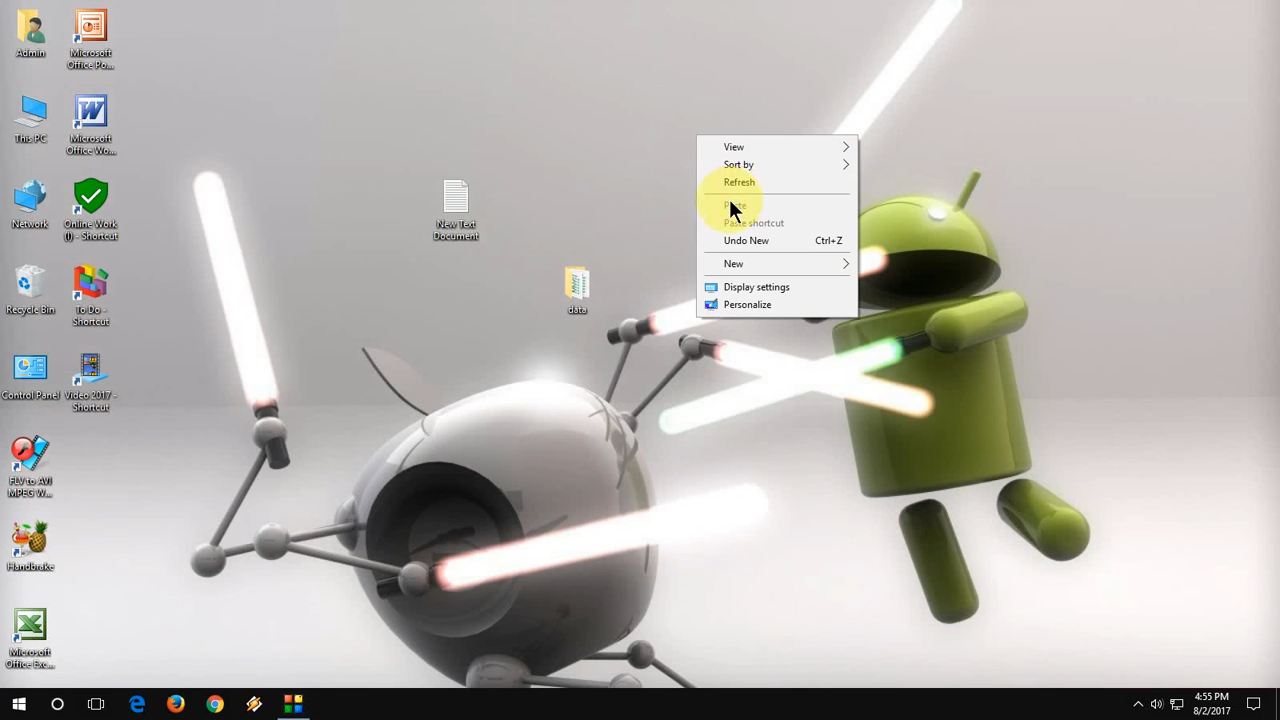 Admin
Microsoft
Office Po...
This PC
Microsoft
Office Wo...
Network
Online Work
(I) - Shortcut
Recycle Bin
To Do -
Shortcut
Control Panel
Video 2017 -
Shortcut
FLV to AVI
MPEG W...
Handbrake
Microsoft
Office Exc...
New Text
Document
data
View
Sort by
Refresh
Paste
Paste shortcut
Undo New Ctrl+Z
New
Display settings
Personalize
4:55 PM
8/2/2017